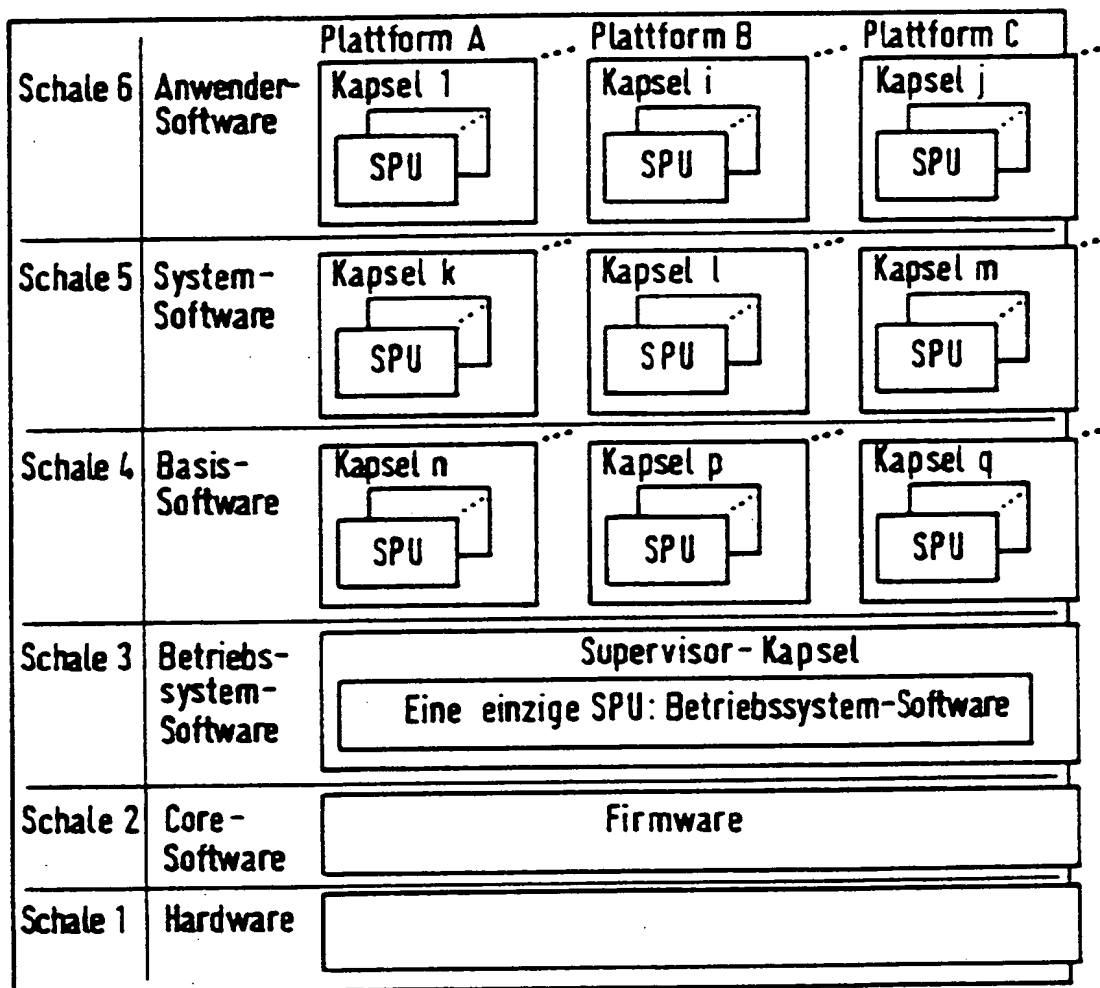 Plattform A ... Plattform B ... Plattform C ...
Schale 6 Anwender- Kapsel 1 Kapsel i Kapsel j
Software
SPU SPU SPU
Schale 5 System- Kapsel k Kapsel l Kapsel m
Software
SPU SPU SPU
Schale 4 Basis- Kapsel n Kapsel p Kapsel q
Software
SPU SPU SPU
Schale 3 Betriebs- Supervisor-Kapsel
system-
Software
Eine einzige SPU: Betriebssystem-Software
Schale 2 Core- Firmware
Software
Schale 1 Hardware